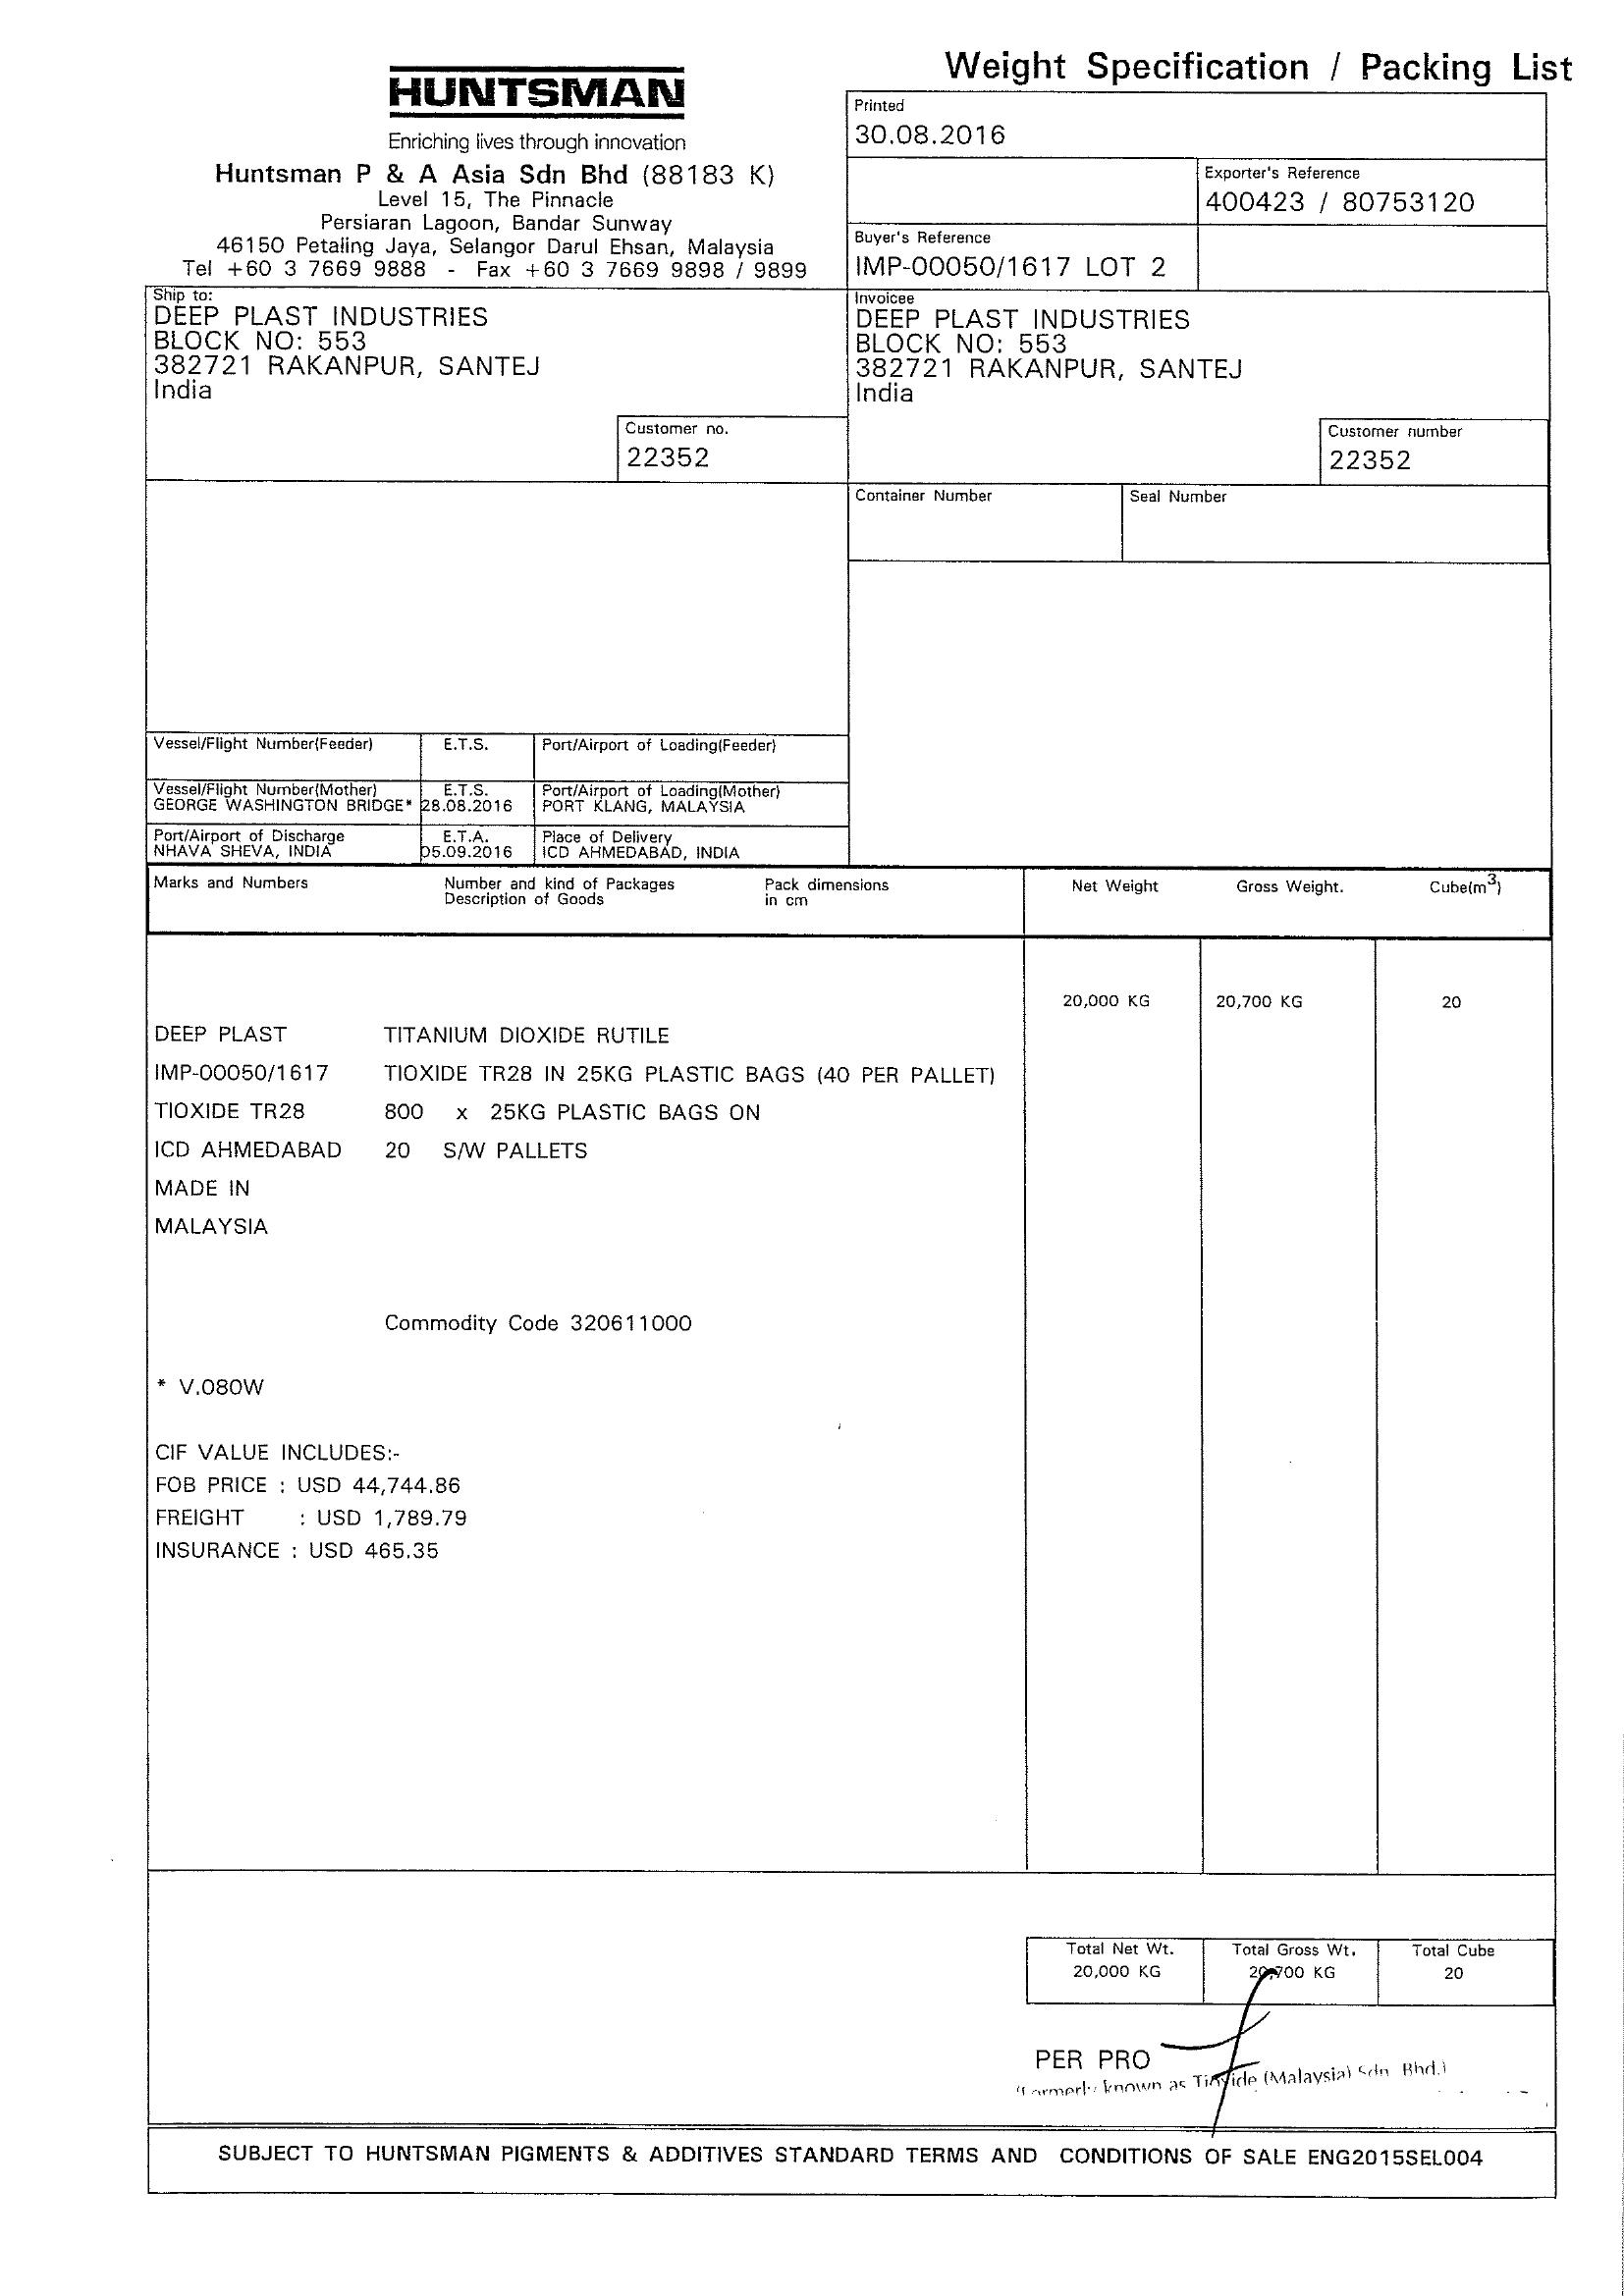 Weight Specification / Packing List
HUNTSMAN
Enriching lives through innovation
Huntsman P & A Asia Sdn Bhd (88183 K)
Level 15, The Pinnacle
Persiaran Lagoon, Bandar Sunway
46150 Petaling Jaya, Selangor Darul Ehsan, Malaysia
Tel +60 3 7669 9888 - Fax +60 3 7669 9898 / 9899
Printed
30.08.2016
Exporter's Reference
400423 / 80753120
Buyer's Reference
IMP-00050/1617 LOT 2
Ship to:
DEEP PLAST INDUSTRIES
BLOCK NO: 553
382721 RAKANPUR, SANTEJ
India
Customer no.
22352
Invoicee
DEEP PLAST INDUSTRIES
BLOCK NO: 553
382721 RAKANPUR, SANTEJ
India
Customer number
22352
Container Number Seal Number
Vessel/Flight Number(Feeder) E.T.S. Port/Airport of Loading(Feeder)
Vessel/Flight Number(Mother) E.T.S. Port/Airport of Loading(Mother)
GEORGE WASHINGTON BRIDGE* 28.08.2016 PORT KLANG, MALAYSIA
Port/Airport of Discharge E.T.A. Place of Delivery
NHAVA SHEVA, INDIA 05.09.2016 ICD AHMEDABAD, INDIA
Marks and Numbers Number and kind of Packages Pack dimensions Net Weight Gross Weight. Cube(m3)
Description of Goods in cm
20,000 KG 20,700 KG 20
DEEP PLAST TITANIUM DIOXIDE RUTILE
IMP-00050/1617 TIOXIDE TR28 IN 25KG PLASTIC BAGS (40 PER PALLET)
TIOXIDE TR28 800 x 25KG PLASTIC BAGS ON
ICD AHMEDABAD 20 S/W PALLETS
MADE IN
MALAYSIA
Commodity Code 320611000
* V.080W
CIF VALUE INCLUDES:-
FOB PRICE : USD 44,744.86
FREIGHT : USD 1,789.79
INSURANCE : USD 465.35
Total Net Wt. Total Gross Wt. Total Cube
20,000 KG 20,700 KG 20
PER PRO
(Formerly known as Tioxide (Malaysia) Sdn. Bhd.)
SUBJECT TO HUNTSMAN PIGMENTS & ADDITIVES STANDARD TERMS AND CONDITIONS OF SALE ENG2015SEL004